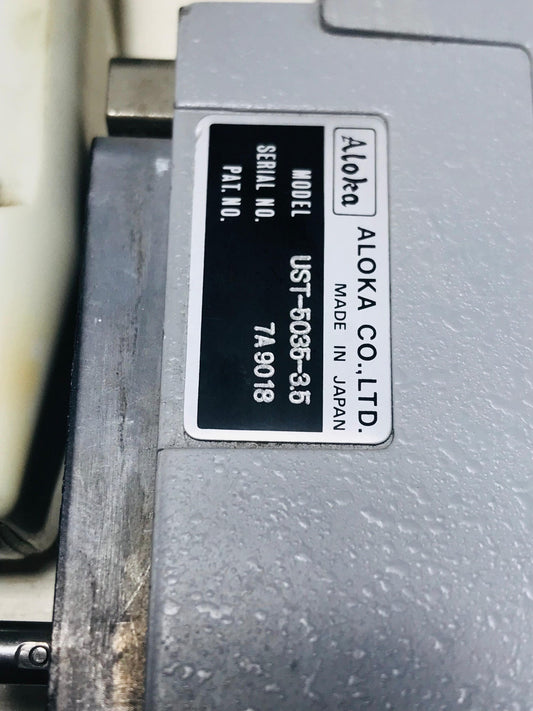 Aloka
ALOKA CO.,LTD.
MADE IN JAPAN
MODEL UST-5035-3.5
SERIAL NO. 7A9018
PAT. NO.